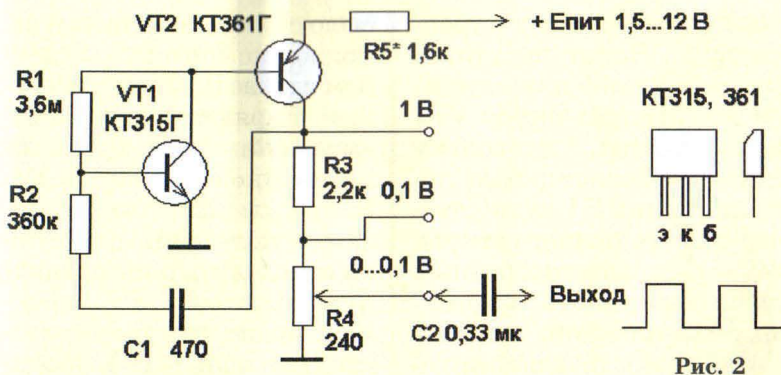 VT2 КТ361Г
+ Епит 1,5...12 В
R5* 1,6к
R1
3,6м
VT1
КТ315Г
КТ315, 361
1 В
R3
2,2к
0,1 В
R2
360к
э к б
0...0,1 В
Выход
R4
240
C2 0,33 мк
C1 470
Рис. 2